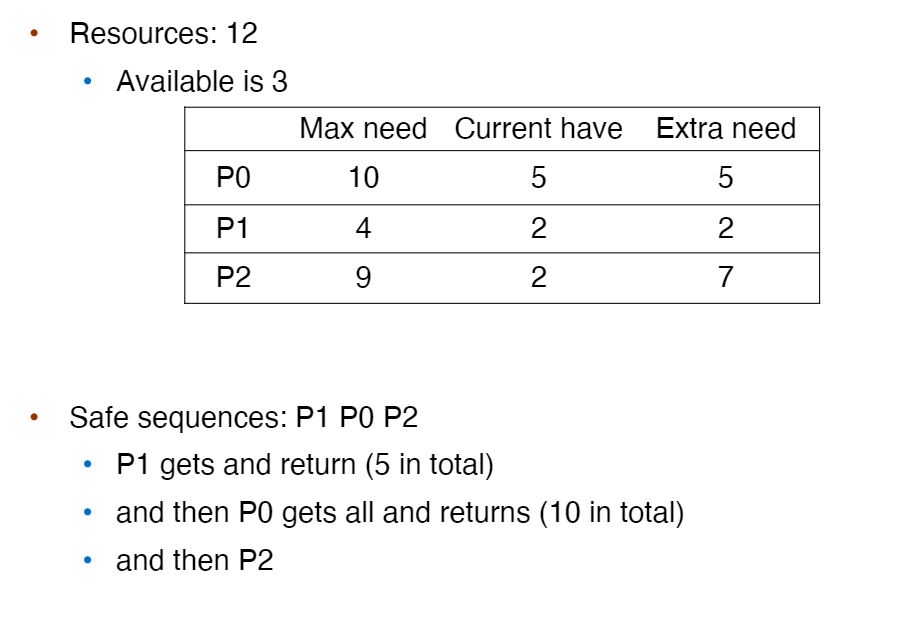 • Resources: 12
• Available is 3
Max need Current have Extra need
P0 10 5 5
P1 4 2 2
P2 9 2 7
• Safe sequences: P1 P0 P2
• P1 gets and return (5 in total)
• and then P0 gets all and returns (10 in total)
• and then P2